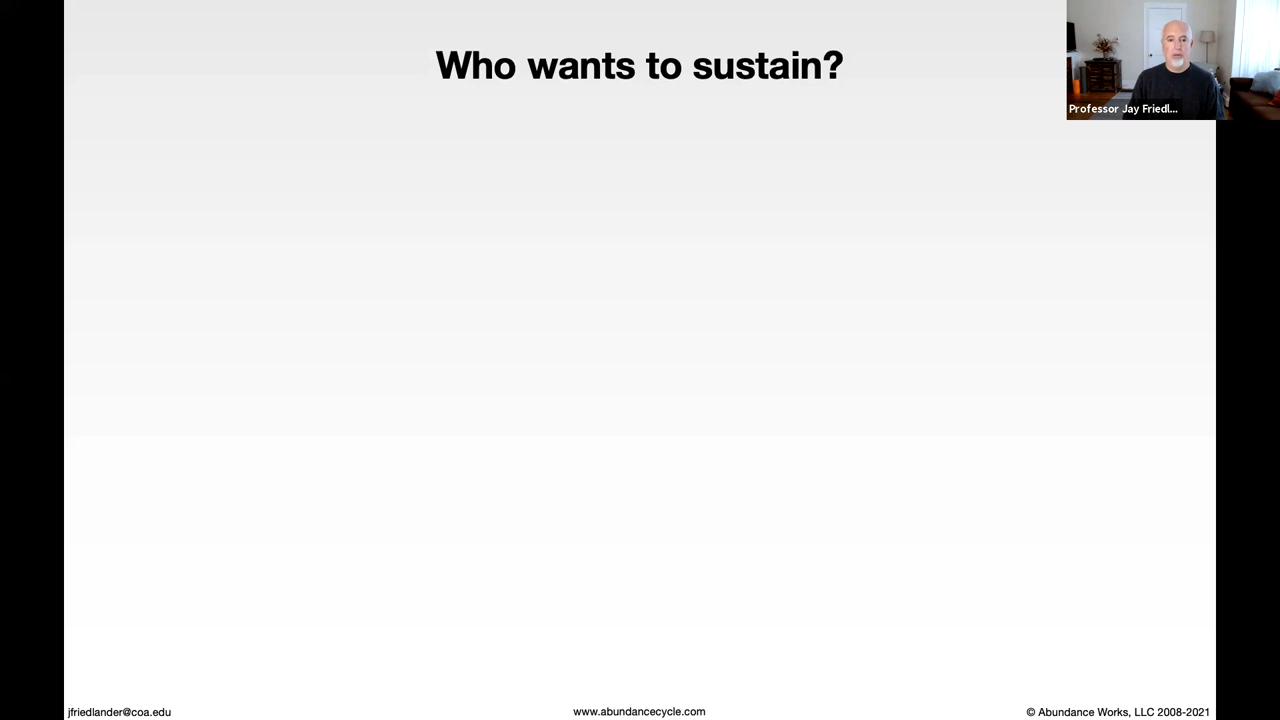 Who wants to sustain?
Professor Jay Friedl...
jfriedlander@coa.edu
www.abundancecycle.com
© Abundance Works, LLC 2008-2021